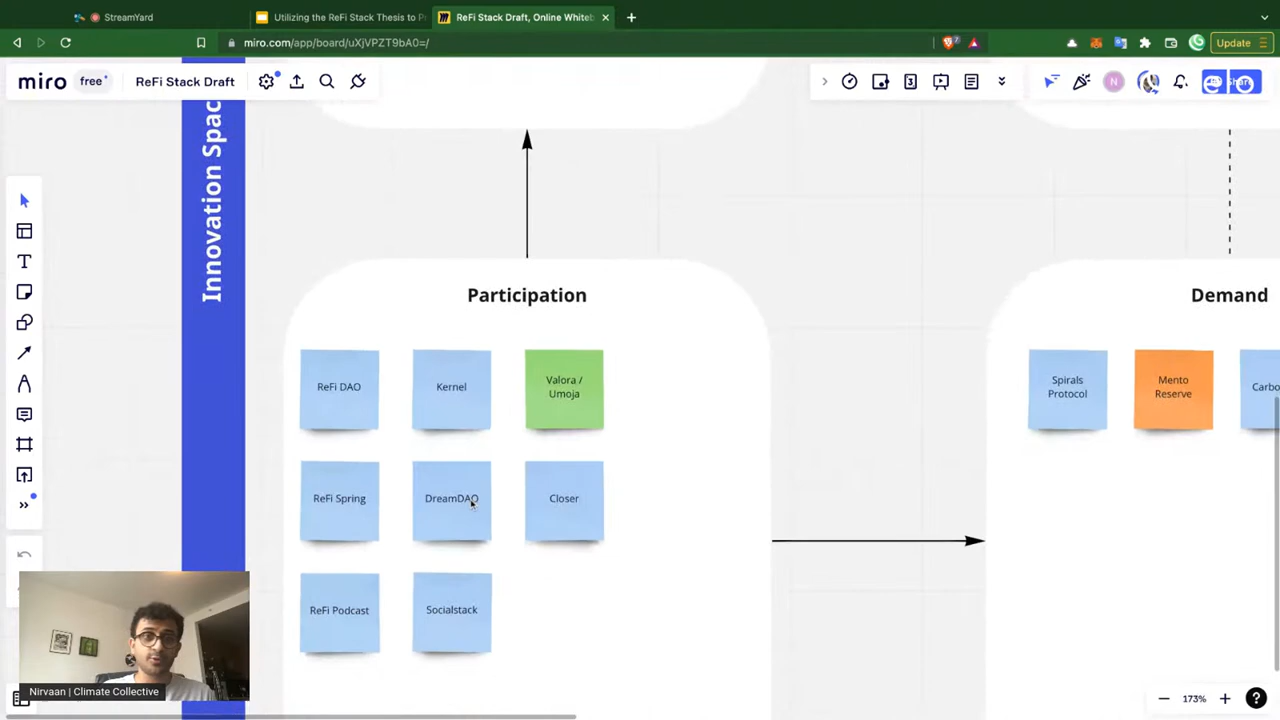 StreamYard
Utilizing the ReFi Stack Thesis to P
ReFi Stack Draft, Online Whiteb
miro.com/app/board/uXjVPZT9bA0=/
Update
miro
free
ReFi Stack Draft
3
N
Innovation Spac
Participation
Demand
ReFi DAO
Kernel
Valora /
Umoja
Spirals
Protocol
Mento
Reserve
Carbo
ReFi Spring
DreamDAO
Closer
ReFi Podcast
Socialstack
Nirvaan | Climate Collective
173%